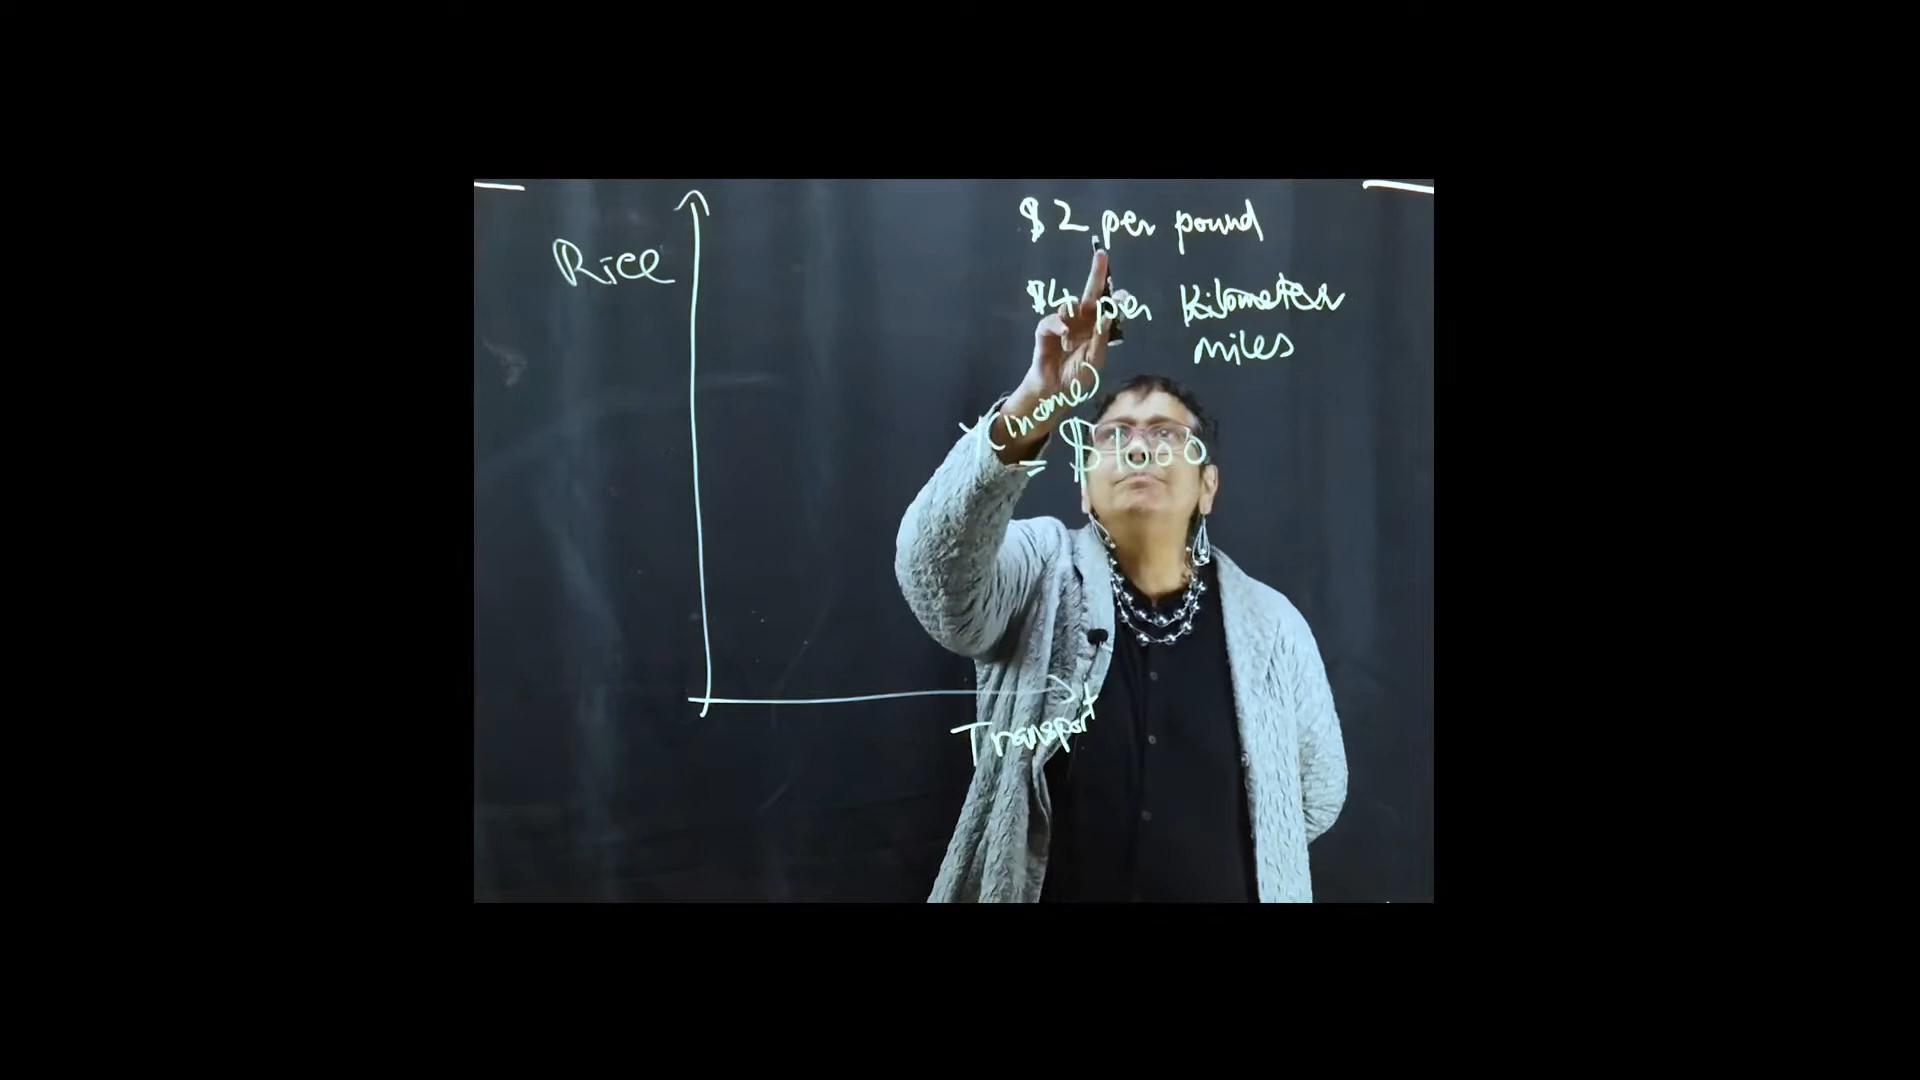 $2 per pound
Rice
$4 per Kilometer
miles
Y(income)
= $1000
Transport